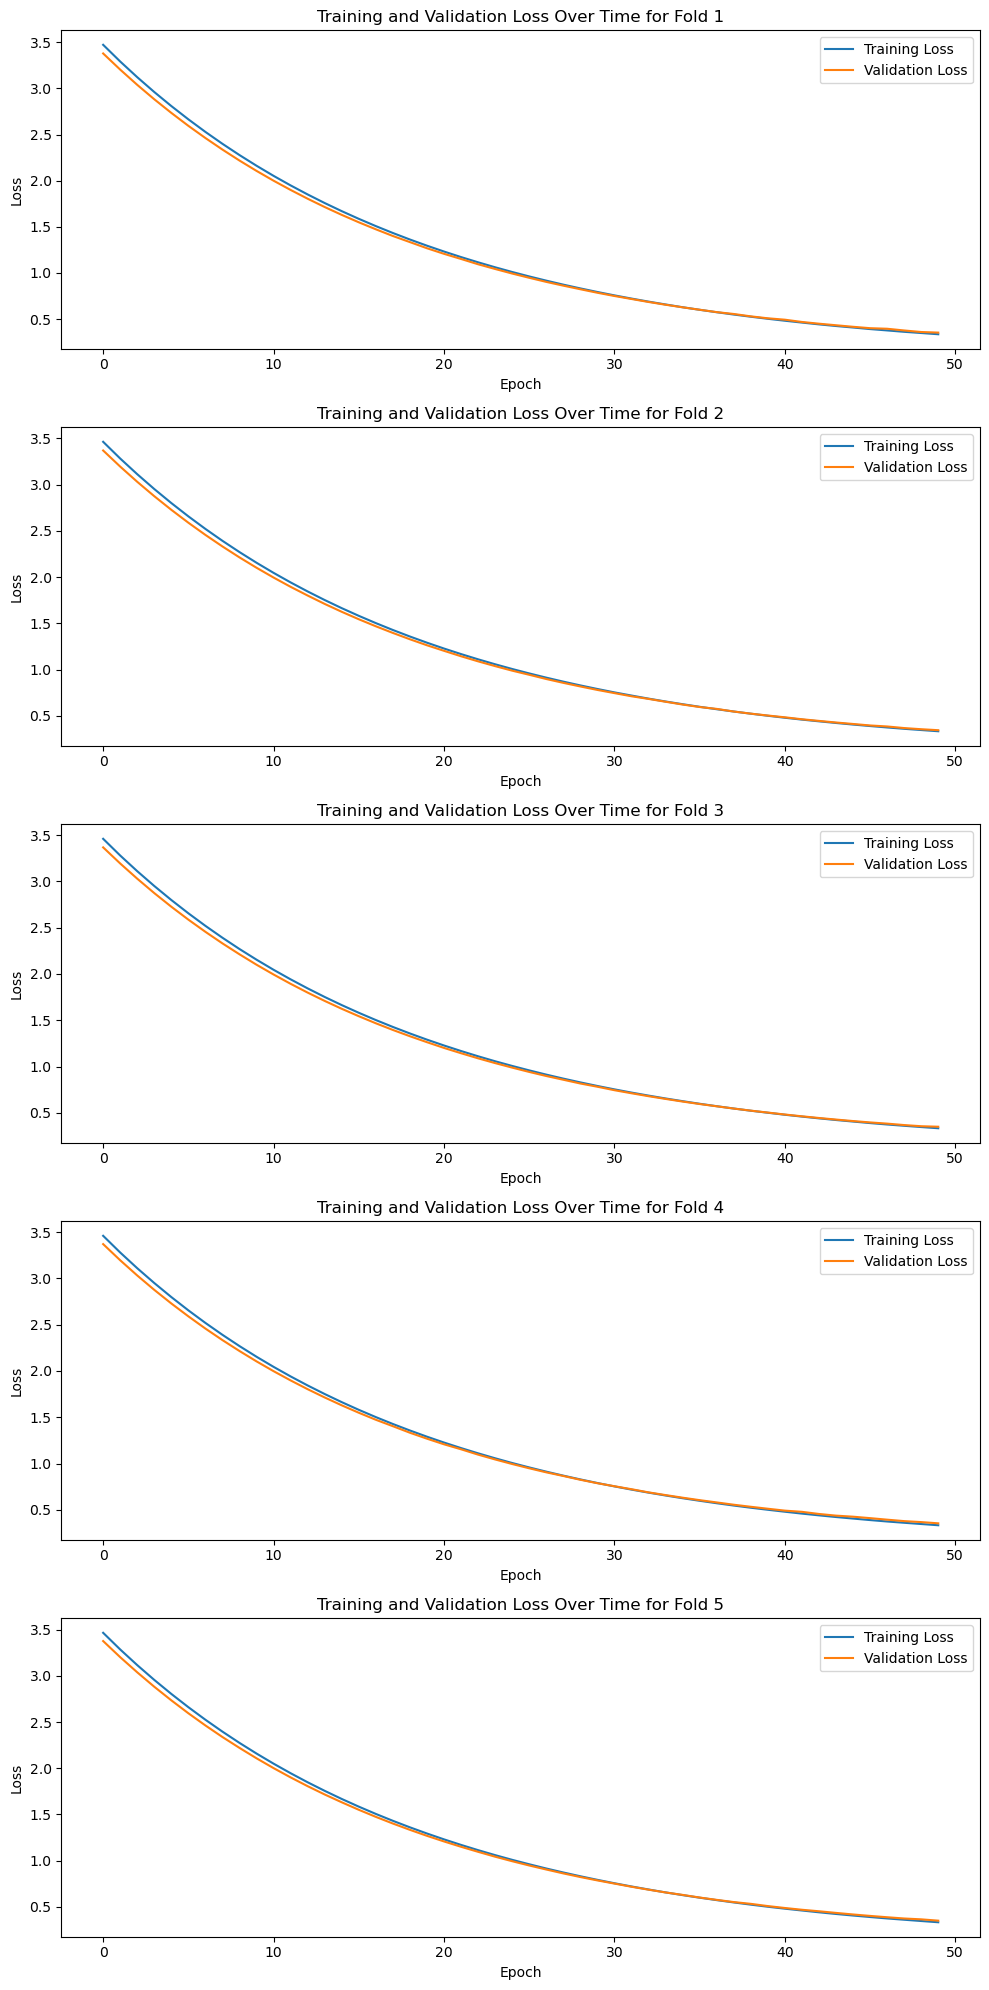 Training and Validation Loss Over Time for Fold 1
3.5
3.0
2.5
2.0
1.5
1.0
0.5
Loss
Training Loss
Validation Loss
0 10 20 30 40 50
Epoch
Training and Validation Loss Over Time for Fold 2
3.5
3.0
2.5
2.0
1.5
1.0
0.5
Loss
Training Loss
Validation Loss
0 10 20 30 40 50
Epoch
Training and Validation Loss Over Time for Fold 3
3.5
3.0
2.5
2.0
1.5
1.0
0.5
Loss
Training Loss
Validation Loss
0 10 20 30 40 50
Epoch
Training and Validation Loss Over Time for Fold 4
3.5
3.0
2.5
2.0
1.5
1.0
0.5
Loss
Training Loss
Validation Loss
0 10 20 30 40 50
Epoch
Training and Validation Loss Over Time for Fold 5
3.5
3.0
2.5
2.0
1.5
1.0
0.5
Loss
Training Loss
Validation Loss
0 10 20 30 40 50
Epoch